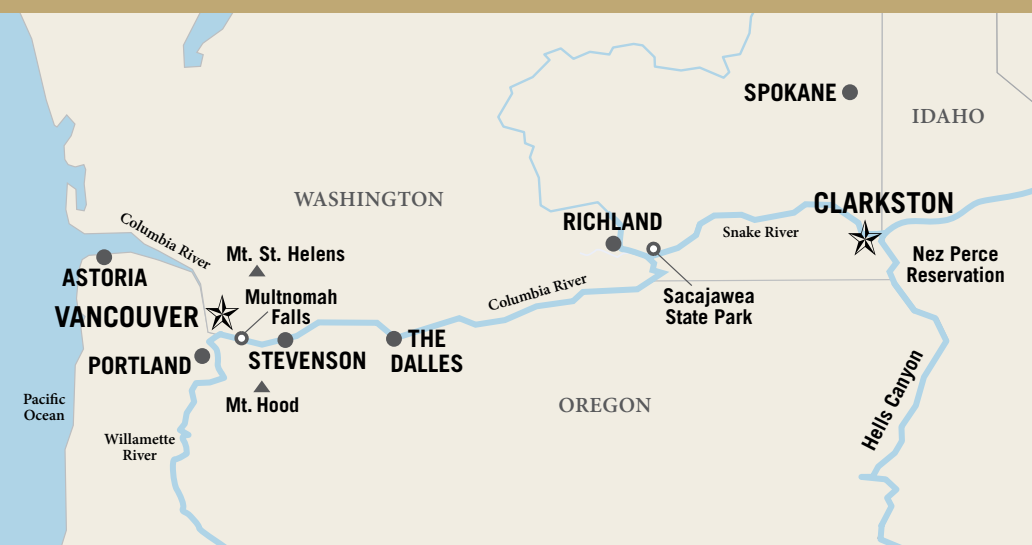 SPOKANE
IDAHO
WASHINGTON
CLARKSTON
RICHLAND
Columbia River
Snake River
Mt. St. Helens
Nez Perce
Reservation
ASTORIA
Multnomah
Falls
Columbia River
Sacajawea
State Park
VANCOUVER
THE
DALLES
STEVENSON
PORTLAND
Mt. Hood
OREGON
Hells Canyon
Pacific
Ocean
Willamette
River